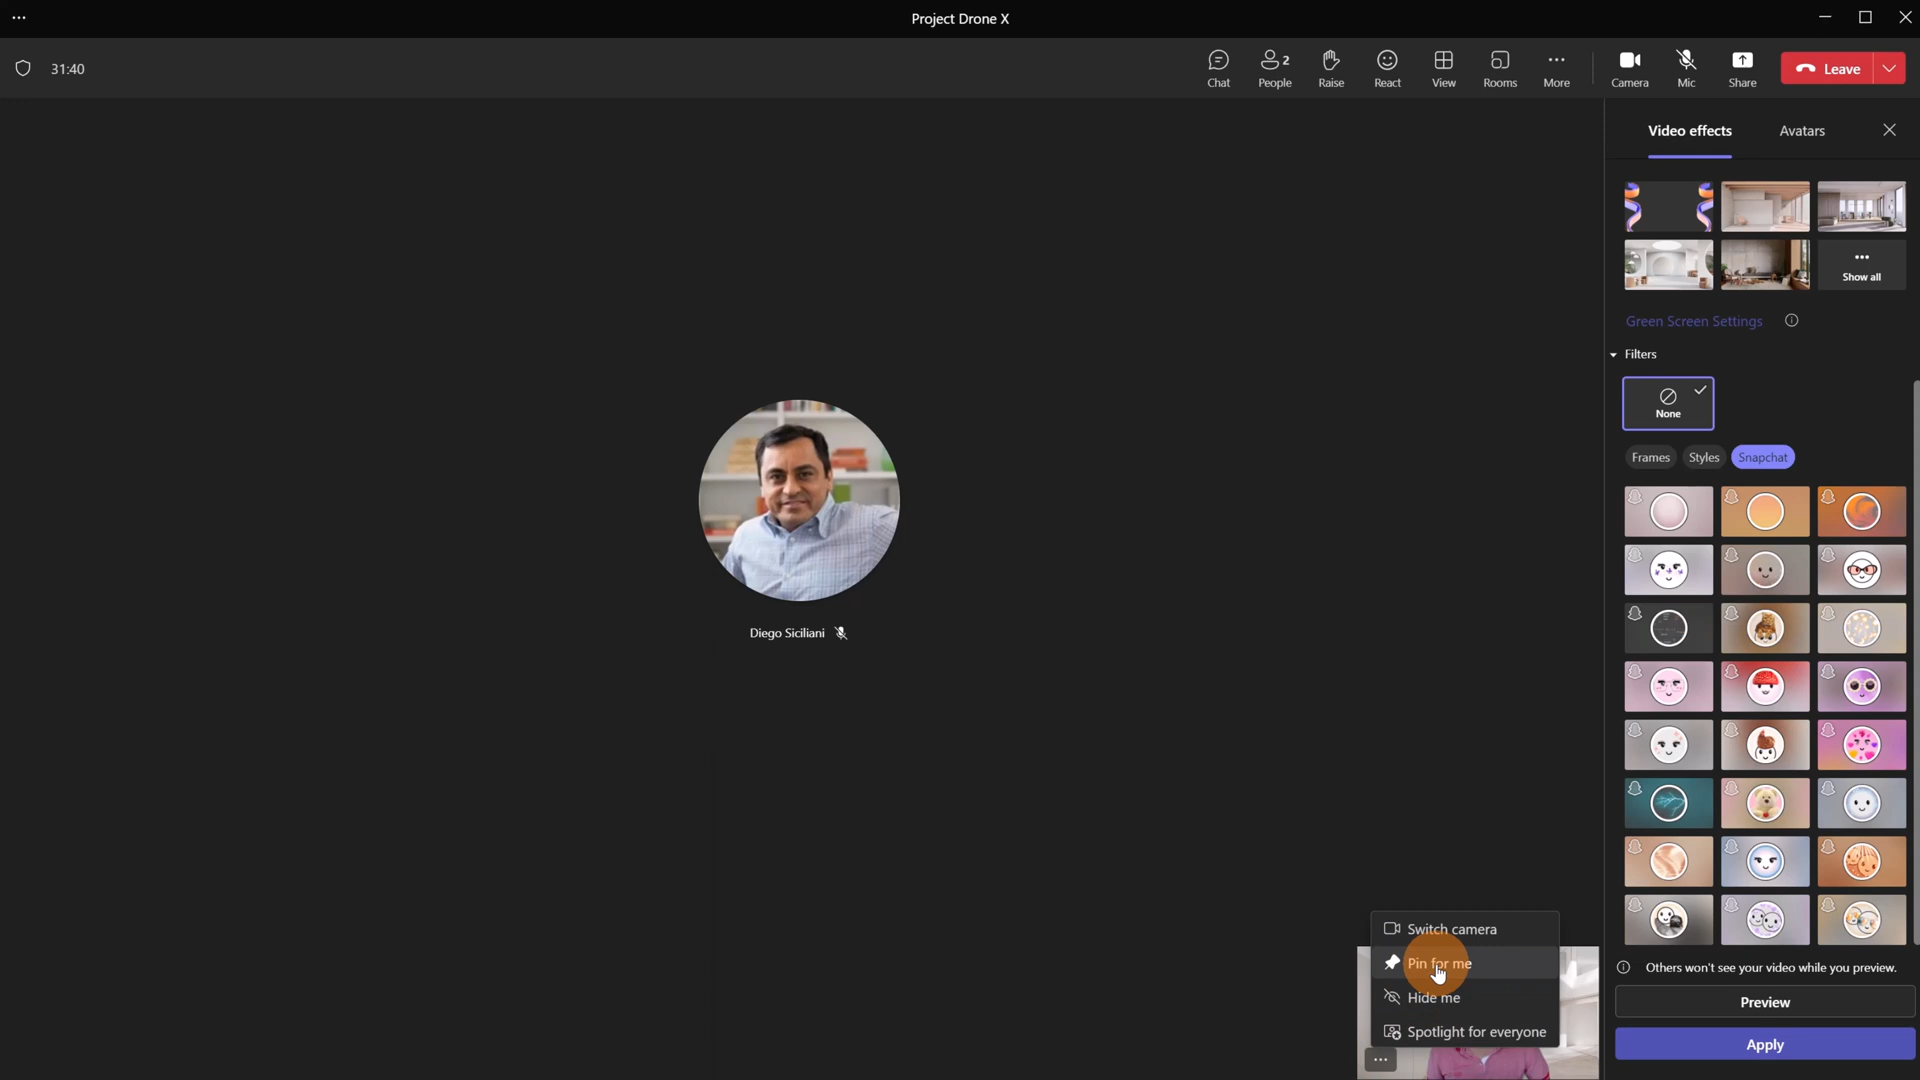 Project Drone X
31:40
Chat
People
2
Raise
React
View
Rooms
More
Camera
Mic
Share
Leave
Video effects
Avatars
Show all
Green Screen Settings
Filters
None
Frames
Styles
Snapchat
Diego Siciliani
Switch camera
Pin for me
Hide me
Spotlight for everyone
Others won't see your video while you preview.
Preview
Apply